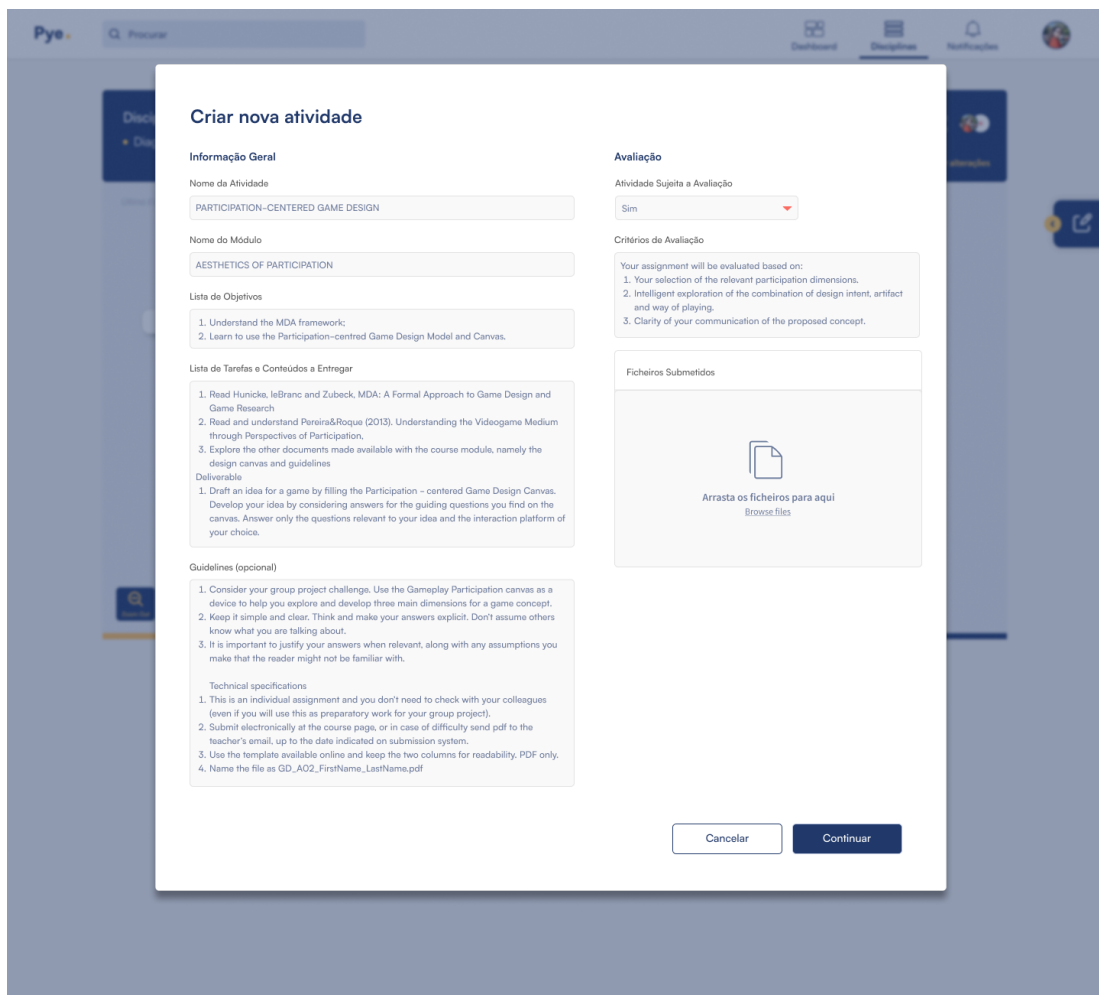 Pye.
Procurar
Dashboard
Disciplinas
Notificações
Criar nova atividade
Informação Geral
Nome da Atividade
PARTICIPATION-CENTERED GAME DESIGN
Nome do Módulo
AESTHETICS OF PARTICIPATION
Lista de Objetivos
1. Understand the MDA framework;
2. Learn to use the Participation-centred Game Design Model and Canvas.
Lista de Tarefas e Conteúdos a Entregar
1. Read Hunicke, leBranc and Zubeck, MDA: A Formal Approach to Game Design and
Game Research
2. Read and understand Pereira&Roque (2013). Understanding the Videogame Medium
through Perspectives of Participation,
3. Explore the other documents made available with the course module, namely the
design canvas and guidelines
Deliverable
1. Draft an idea for a game by filling the Participation - centered Game Design Canvas.
Develop your idea by considering answers for the guiding questions you find on the
canvas. Answer only the questions relevant to your idea and the interaction platform of
your choice.
Guidelines (opcional)
1. Consider your group project challenge. Use the Gameplay Participation canvas as a
device to help you explore and develop three main dimensions for a game concept.
2. Keep it simple and clear. Think and make your answers explicit. Don't assume others
know what you are talking about.
3. It is important to justify your answers when relevant, along with any assumptions you
make that the reader might not be familiar with.
Technical specifications
1. This is an individual assignment and you don't need to check with your colleagues
(even if you will use this as preparatory work for your group project).
2. Submit electronically at the course page, or in case of difficulty send pdf to the
teacher's email, up to the date indicated on submission system.
3. Use the template available online and keep the two columns for readability. PDF only.
4. Name the file as GD_A02_FirstName_LastName.pdf
Avaliação
Atividade Sujeita a Avaliação
Sim
Critérios de Avaliação
Your assignment will be evaluated based on:
1. Your selection of the relevant participation dimensions.
2. Intelligent exploration of the combination of design intent, artifact
and way of playing.
3. Clarity of your communication of the proposed concept.
Ficheiros Submetidos
Arrasta os ficheiros para aqui
Browse files
Cancelar
Continuar
alterações